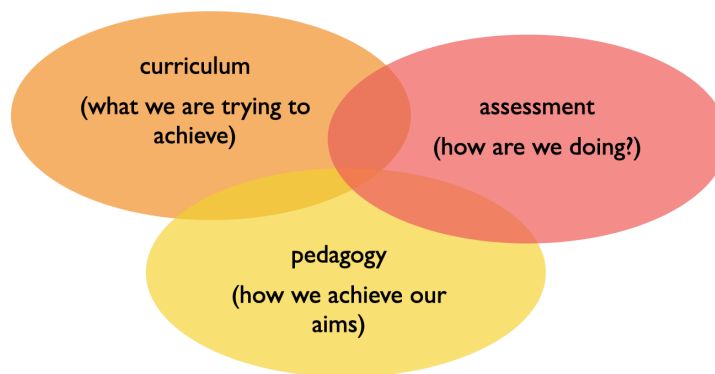 curriculum
(what we are trying to
achieve)
assessment
(how are we doing?)
pedagogy
(how we achieve our
aims)